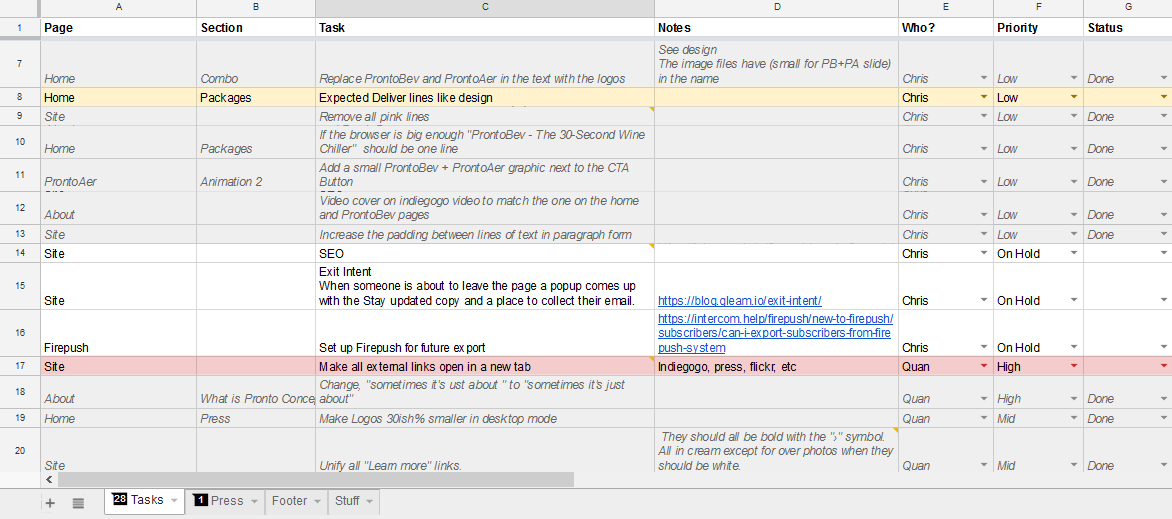 A B C D E F G
1 Page Section Task Notes Who? Priority Status
See design
The image files have (small for PB+PA slide)
7 Home Combo Replace ProntoBev and ProntoAer in the text with the logos in the name Chris Low Done
8 Home Packages Expected Deliver lines like design Chris Low
9 Site Remove all pink lines Chris Low Done
If the browser is big enough "ProntoBev - The 30-Second Wine
10 Home Packages Chiller" should be one line Chris Low Done
Add a small ProntoBev + ProntoAer graphic next to the CTA
11 ProntoAer Animation 2 Button Chris Low Done
Video cover on indiegogo video to match the one on the home
12 About and ProntoBev pages Chris Low Done
13 Site Increase the padding between lines of text in paragraph form Chris Low Done
14 Site SEO Chris On Hold
Exit Intent
When someone is about to leave the page a popup comes up
15 Site with the Stay updated copy and a place to collect their email. https://blog.gleam.io/exit-intent/ Chris On Hold
https://intercom.help/firepush/new-to-firepush/
subscribers/can-i-export-subscribers-from-fire
16 Firepush Set up Firepush for future export push-system Chris On Hold
17 Site Make all external links open in a new tab Indiegogo, press, flickr, etc Quan High
Change, "sometimes it's ust about " to "sometimes it's just
18 About What is Pronto Conce about" Quan High Done
19 Home Press Make Logos 30ish% smaller in desktop mode Quan Mid Done
They should all be bold with the "›" symbol.
All in cream except for over photos when they
20 Site Unify all "Learn more" links. should be white. Quan Mid Done
28 Tasks 1 Press Footer Stuff